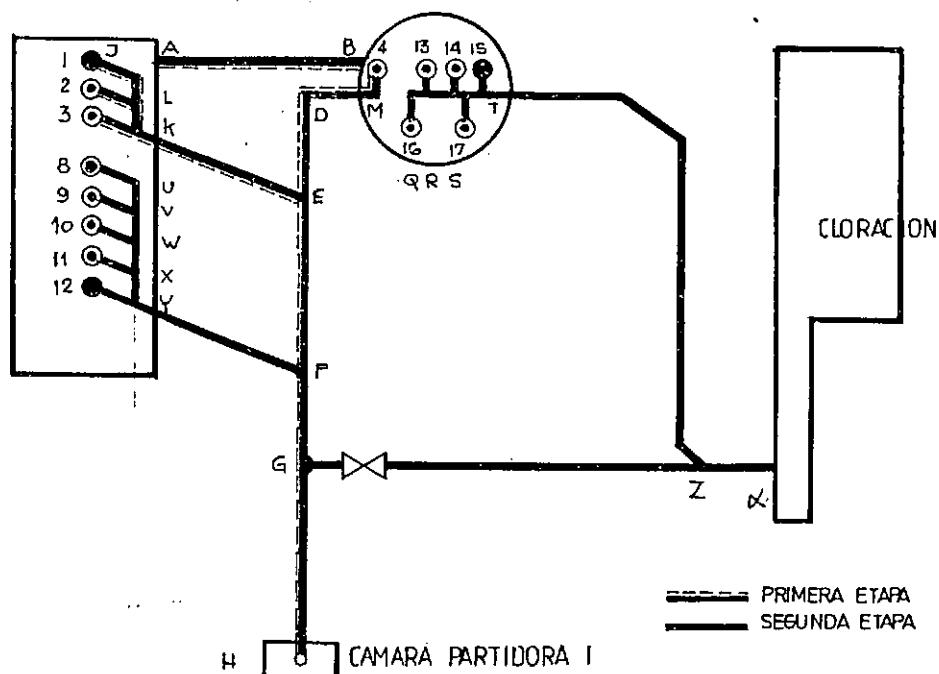 1 J A B 4 13 14 15
2 L
3 K D M T
16 17
Q R S
8 U E
9 V
10 W
11 X
12 Y
F
CLORACION
G Z α
PRIMERA ETAPA
SEGUNDA ETAPA
H CAMARA PARTIDORA I